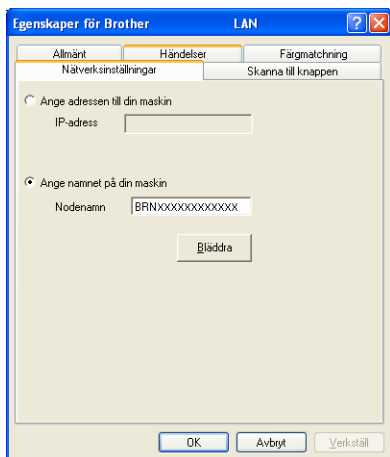 Egenskaper för Brother LAN
Allmänt Händelser Färgmatchning
Nätverksinställningar Skanna till knappen
Ange adressen till din maskin
IP-adress
Ange namnet på din maskin
Nodenamn BRNXXXXXXXXXXXX
Bläddra
OK Avbryt Verkställ